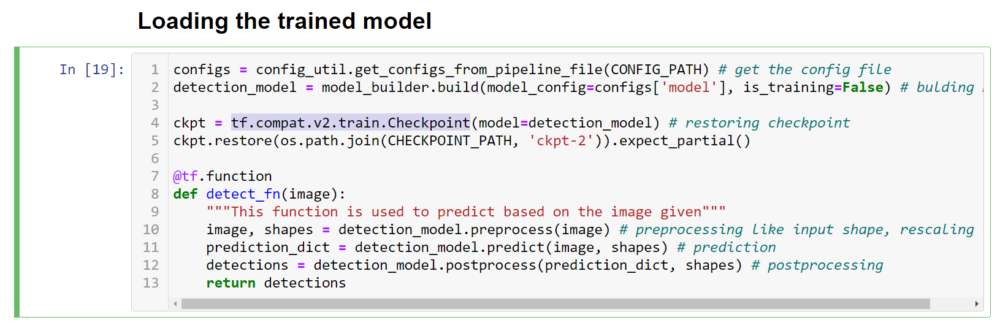 Loading the trained model
In [19]:
1 configs = config_util.get_configs_from_pipeline_file(CONFIG_PATH) # get the config file
2 detection_model = model_builder.build(model_config=configs['model'], is_training=False) # bulding
3
4 ckpt = tf.compat.v2.train.Checkpoint(model=detection_model) # restoring checkpoint
5 ckpt.restore(os.path.join(CHECKPOINT_PATH, 'ckpt-2')).expect_partial()
6
7 @tf.function
8 def detect_fn(image):
9     """This function is used to predict based on the image given"""
10     image, shapes = detection_model.preprocess(image) # preprocessing like input shape, rescaling
11     prediction_dict = detection_model.predict(image, shapes) # prediction
12     detections = detection_model.postprocess(prediction_dict, shapes) # postprocessing
13     return detections